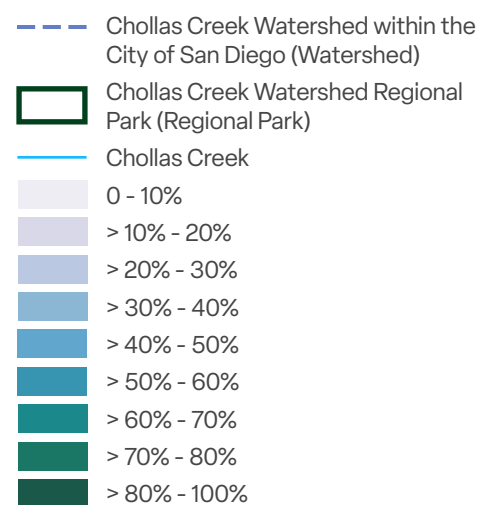 Chollas Creek Watershed within the
City of San Diego (Watershed)
Chollas Creek Watershed Regional
Park (Regional Park)
Chollas Creek
0 - 10%
> 10% - 20%
> 20% - 30%
> 30% - 40%
> 40% - 50%
> 50% - 60%
> 60% - 70%
> 70% - 80%
> 80% - 100%